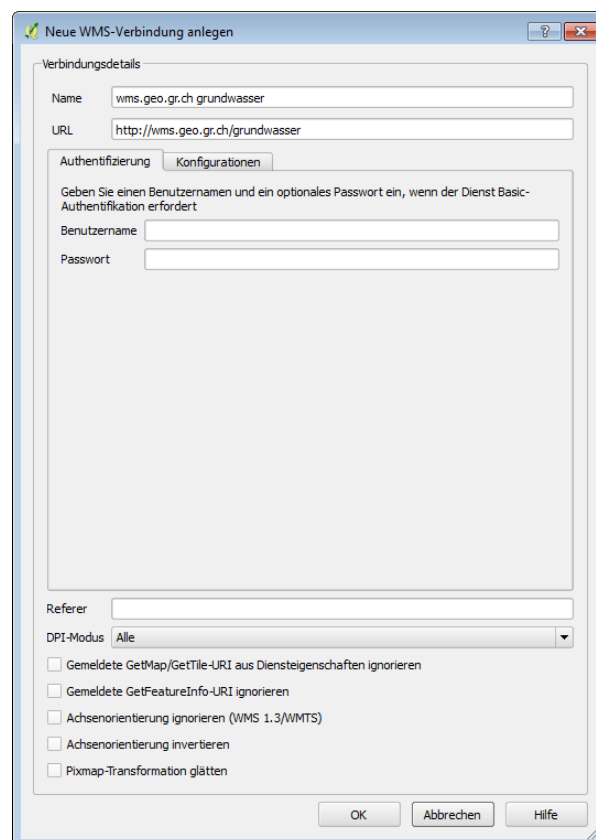 Neue WMS-Verbindung anlegen
Verbindungsdetails
Name wms.geo.gr.ch grundwasser
URL http://wms.geo.gr.ch/grundwasser
Authentifizierung Konfigurationen
Geben Sie einen Benutzernamen und ein optionales Passwort ein, wenn der Dienst Basic-
Authentifikation erfordert
Benutzername
Passwort
Referer
DPI-Modus Alle
Gemeldete GetMap/GetTile-URI aus Diensteigenschaften ignorieren
Gemeldete GetFeatureInfo-URI ignorieren
Achsenorientierung ignorieren (WMS 1.3/WMTS)
Achsenorientierung invertieren
Pixmap-Transformation glätten
OK Abbrechen Hilfe